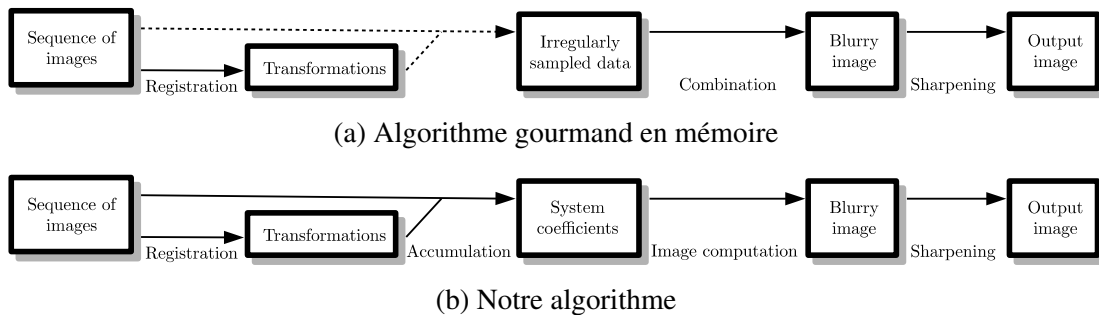 Sequence of
images
Registration
Transformations
Irregularly
sampled data
Combination
Blurry
image
Sharpening
Output
image
(a) Algorithme gourmand en mémoire
Sequence of
images
Registration
Transformations
Accumulation
System
coefficients
Image computation
Blurry
image
Sharpening
Output
image
(b) Notre algorithme